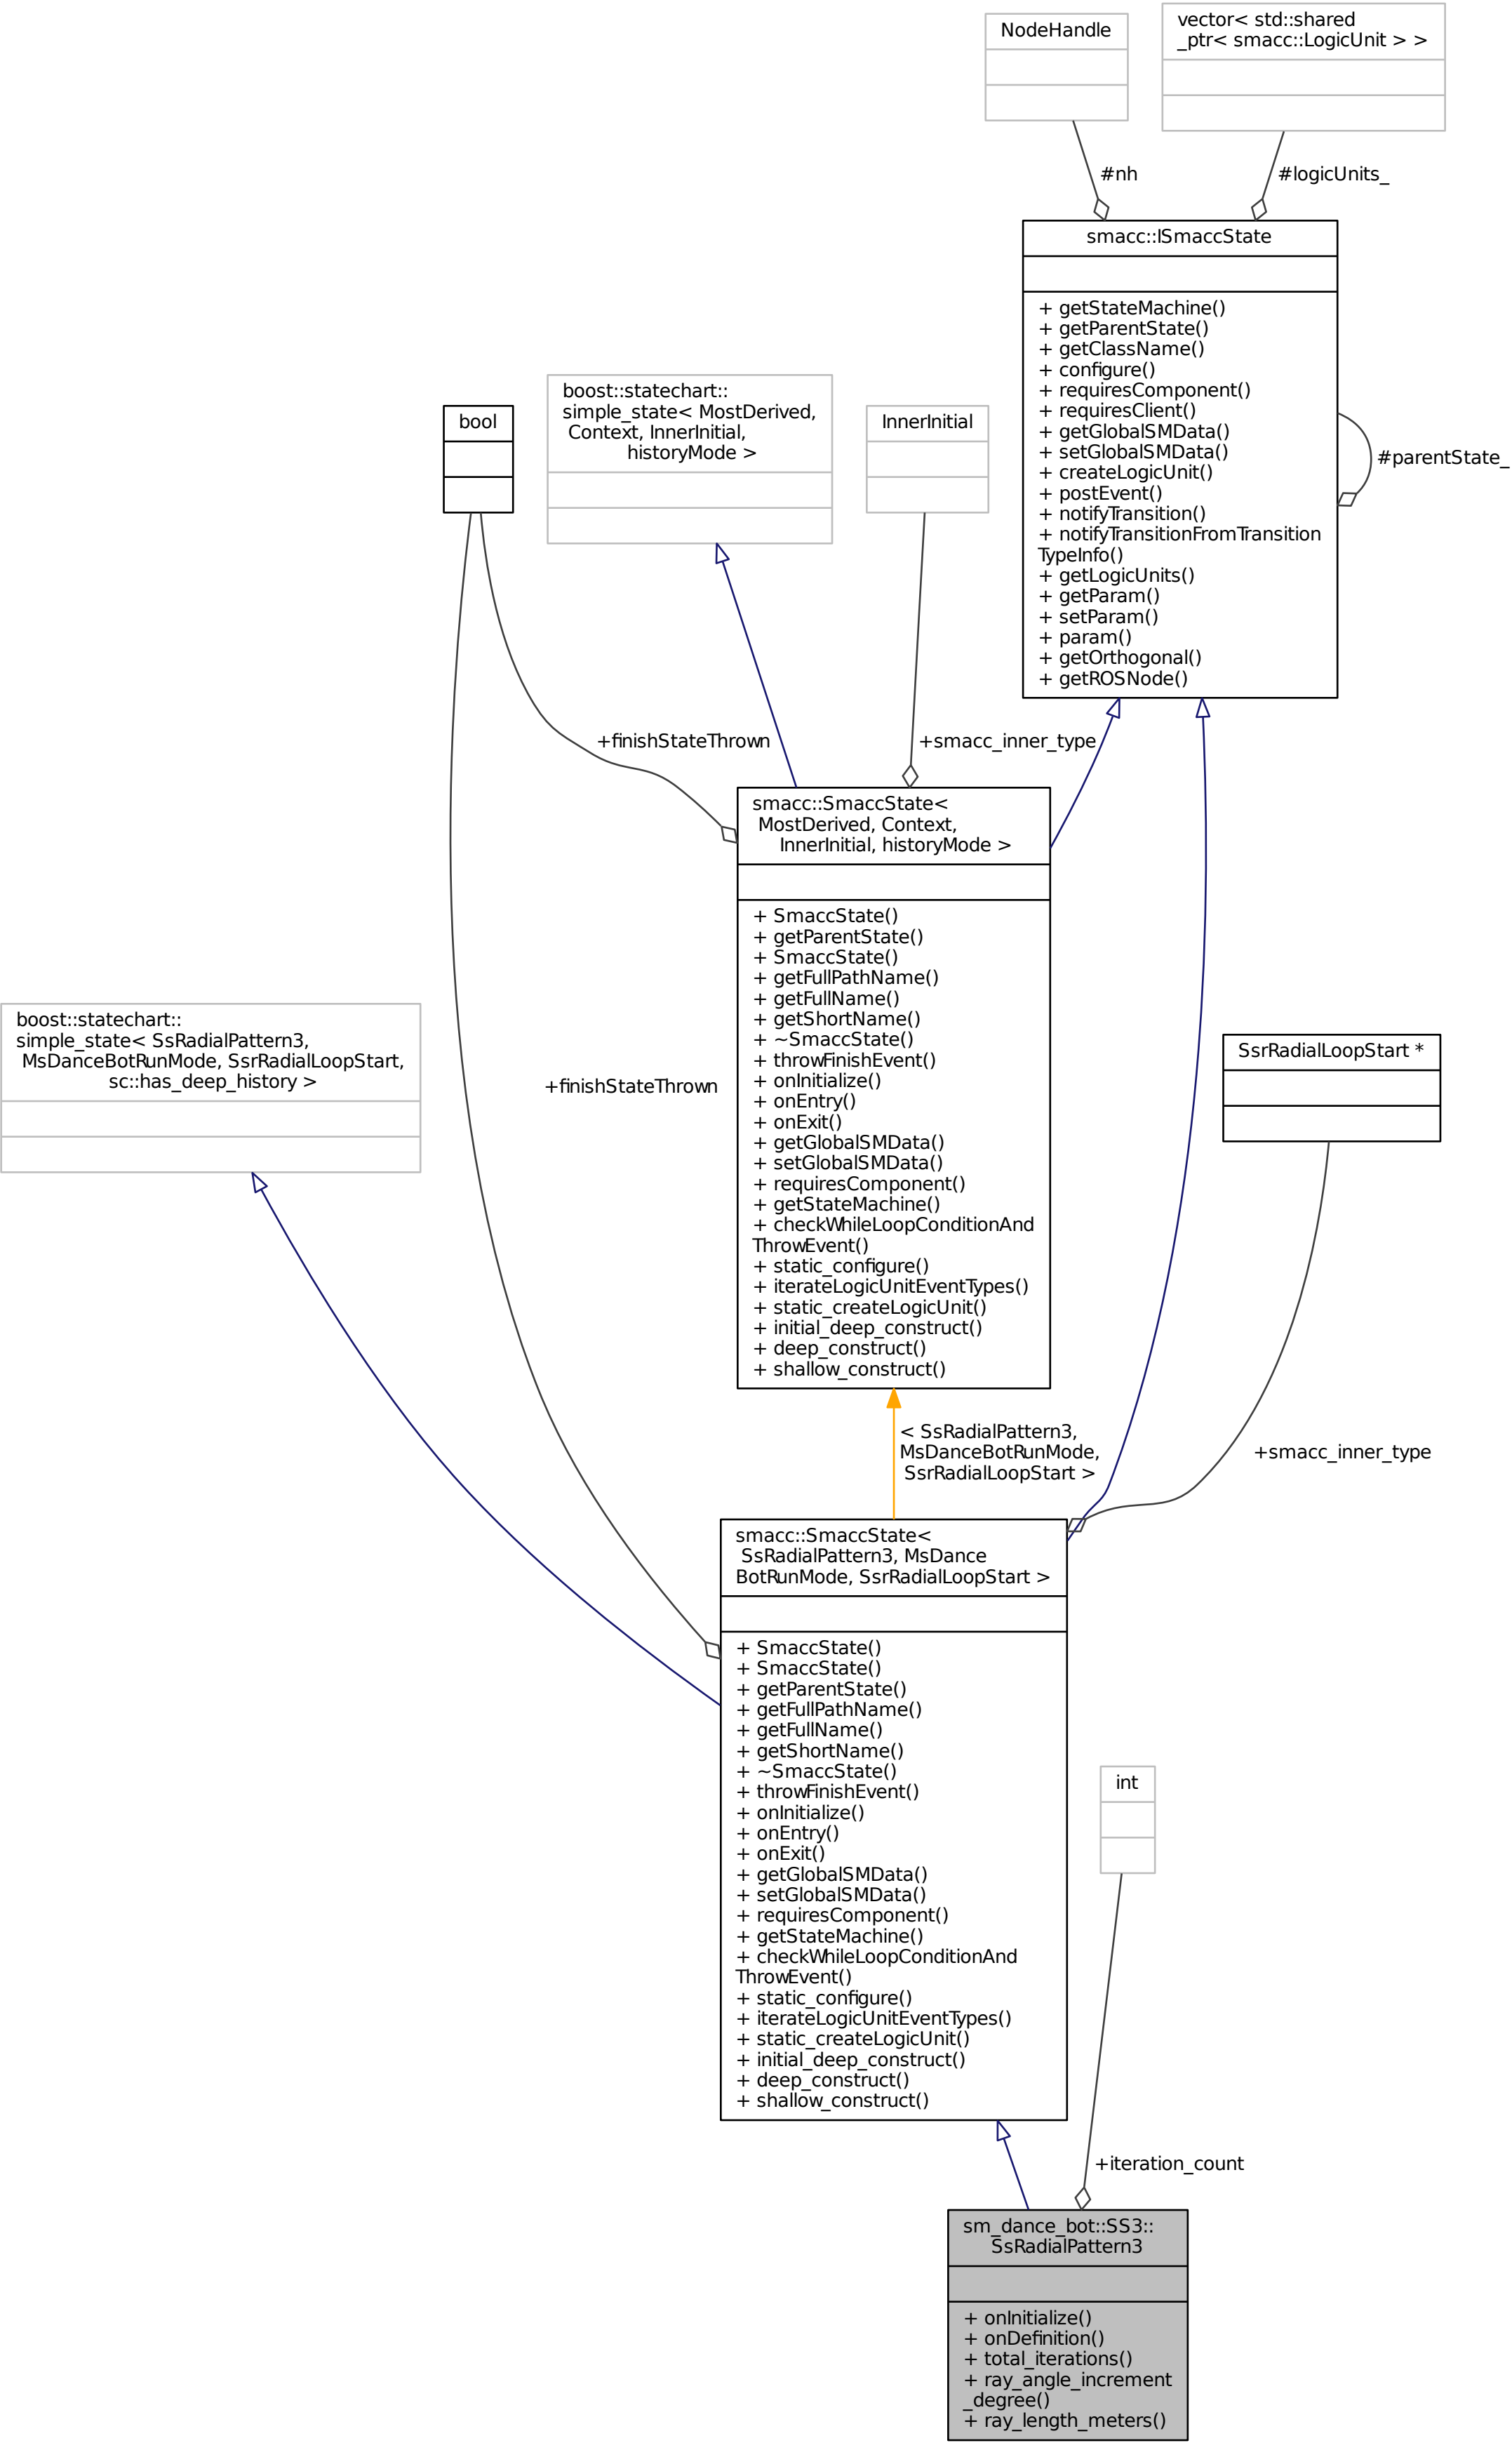 NodeHandle
vector< std::shared
_ptr< smacc::LogicUnit > >
#nh
#logicUnits_
smacc::ISmaccState
+ getStateMachine()
+ getParentState()
+ getClassName()
+ configure()
+ requiresComponent()
+ requiresClient()
+ getGlobalSMData()
+ setGlobalSMData()
+ createLogicUnit()
+ postEvent()
+ notifyTransition()
+ notifyTransitionFromTransition
TypeInfo()
+ getLogicUnits()
+ getParam()
+ setParam()
+ param()
+ getOrthogonal()
+ getROSNode()
#parentState_
bool
boost::statechart::
simple_state< MostDerived,
Context, InnerInitial,
historyMode >
InnerInitial
+finishStateThrown
+smacc_inner_type
smacc::SmaccState<
MostDerived, Context,
InnerInitial, historyMode >
+ SmaccState()
+ getParentState()
+ SmaccState()
+ getFullPathName()
+ getFullName()
+ getShortName()
+ ~SmaccState()
+ throwFinishEvent()
+ onInitialize()
+ onEntry()
+ onExit()
+ getGlobalSMData()
+ setGlobalSMData()
+ requiresComponent()
+ getStateMachine()
+ checkWhileLoopConditionAnd
ThrowEvent()
+ static_configure()
+ iterateLogicUnitEventTypes()
+ static_createLogicUnit()
+ initial_deep_construct()
+ deep_construct()
+ shallow_construct()
boost::statechart::
simple_state< SsRadialPattern3,
MsDanceBotRunMode, SsrRadialLoopStart,
sc::has_deep_history >
+finishStateThrown
SsrRadialLoopStart *
< SsRadialPattern3,
MsDanceBotRunMode,
SsrRadialLoopStart >
+smacc_inner_type
smacc::SmaccState<
SsRadialPattern3, MsDance
BotRunMode, SsrRadialLoopStart >
+ SmaccState()
+ SmaccState()
+ getParentState()
+ getFullPathName()
+ getFullName()
+ getShortName()
+ ~SmaccState()
+ throwFinishEvent()
+ onInitialize()
+ onEntry()
+ onExit()
+ getGlobalSMData()
+ setGlobalSMData()
+ requiresComponent()
+ getStateMachine()
+ checkWhileLoopConditionAnd
ThrowEvent()
+ static_configure()
+ iterateLogicUnitEventTypes()
+ static_createLogicUnit()
+ initial_deep_construct()
+ deep_construct()
+ shallow_construct()
int
+iteration_count
sm_dance_bot::SS3::
SsRadialPattern3
+ onInitialize()
+ onDefinition()
+ total_iterations()
+ ray_angle_increment
_degree()
+ ray_length_meters()